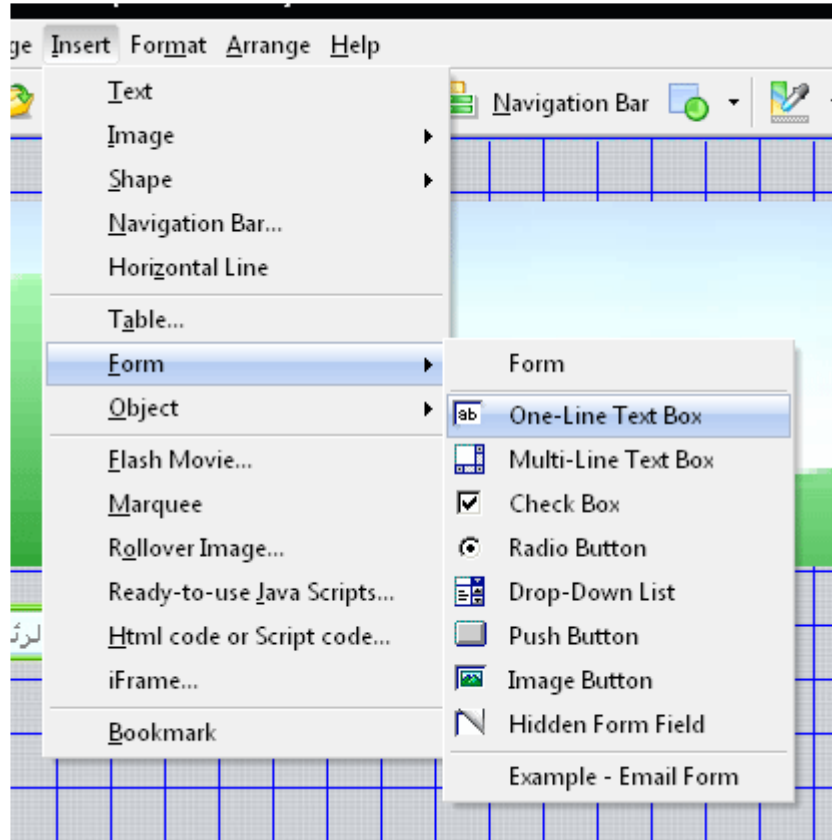 ge Insert Format Arrange Help
Navigation Bar
Text
Image
Shape
Navigation Bar...
Horizontal Line
Table...
Form
Object
Flash Movie...
Marquee
Rollover Image...
Ready-to-use Java Scripts...
Html code or Script code...
iFrame...
Bookmark
Form
ab One-Line Text Box
Multi-Line Text Box
Check Box
Radio Button
Drop-Down List
Push Button
Image Button
Hidden Form Field
Example - Email Form